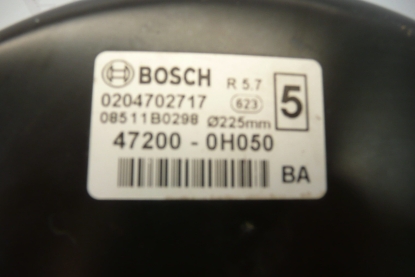 BOSCH R 5.7
0204702717 623 5
08511B0298 Ø225mm
47200 - 0H050
BA